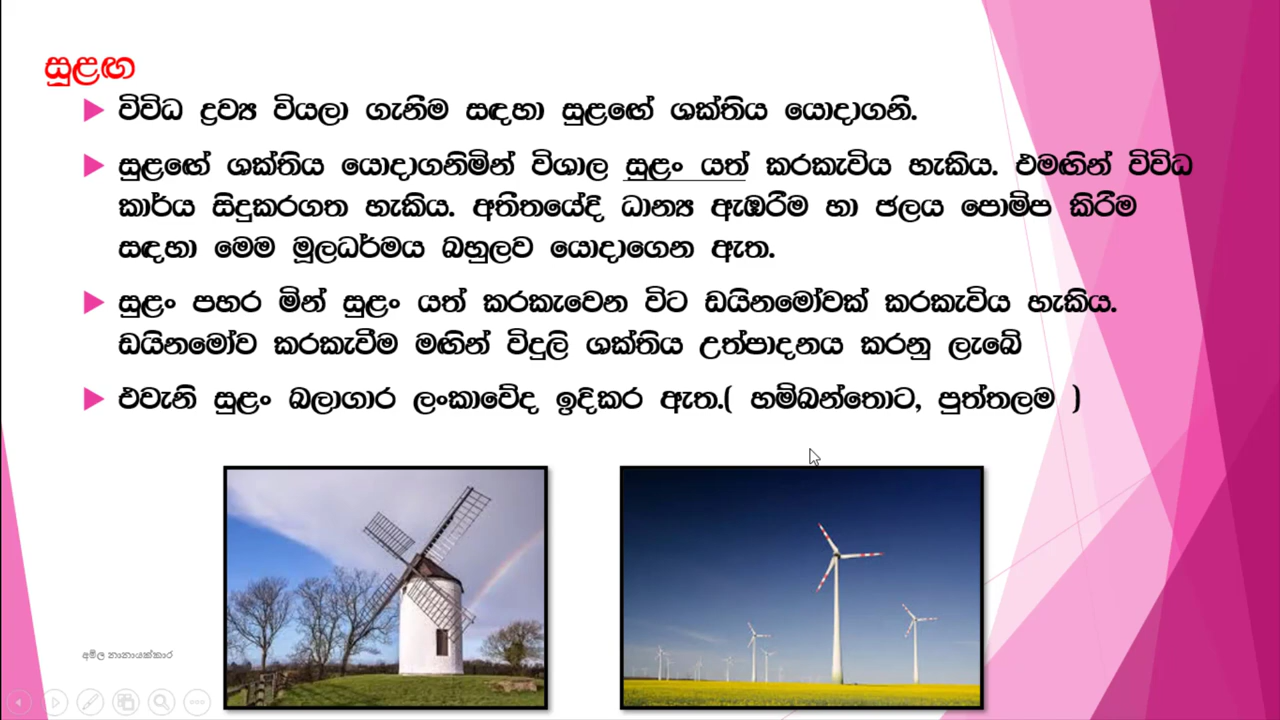 සුළඟ
විවිධ ද්‍රව්‍ය වියලා ගැනීම සඳහා සුළඟේ ශක්තිය යොදාගනී.
සුළඟේ ශක්තිය යොදාගනිමින් විශාල සුළං යත් කරකැවිය හැකිය. එමඟින් විවිධ
කාර්ය සිදුකරගත හැකිය. අතීතයේදී ධාන්‍ය ඇඹරීම හා ජලය පොම්ප කිරීම
සඳහා මෙම මූලධර්මය බහුලව යොදාගෙන ඇත.
සුළං පහර මින් සුළං යත් කරකැවෙන විට ඩයිනමෝවක් කරකැවිය හැකිය.
ඩයිනමෝව කරකැවීම මඟින් විදුලි ශක්තිය උත්පාදනය කරනු ලැබේ
එවැනි සුළං බලාගාර ලංකාවේද ඉදිකර ඇත.( හම්බන්තොට, පුත්තලම )
අමිල නානායක්කාර